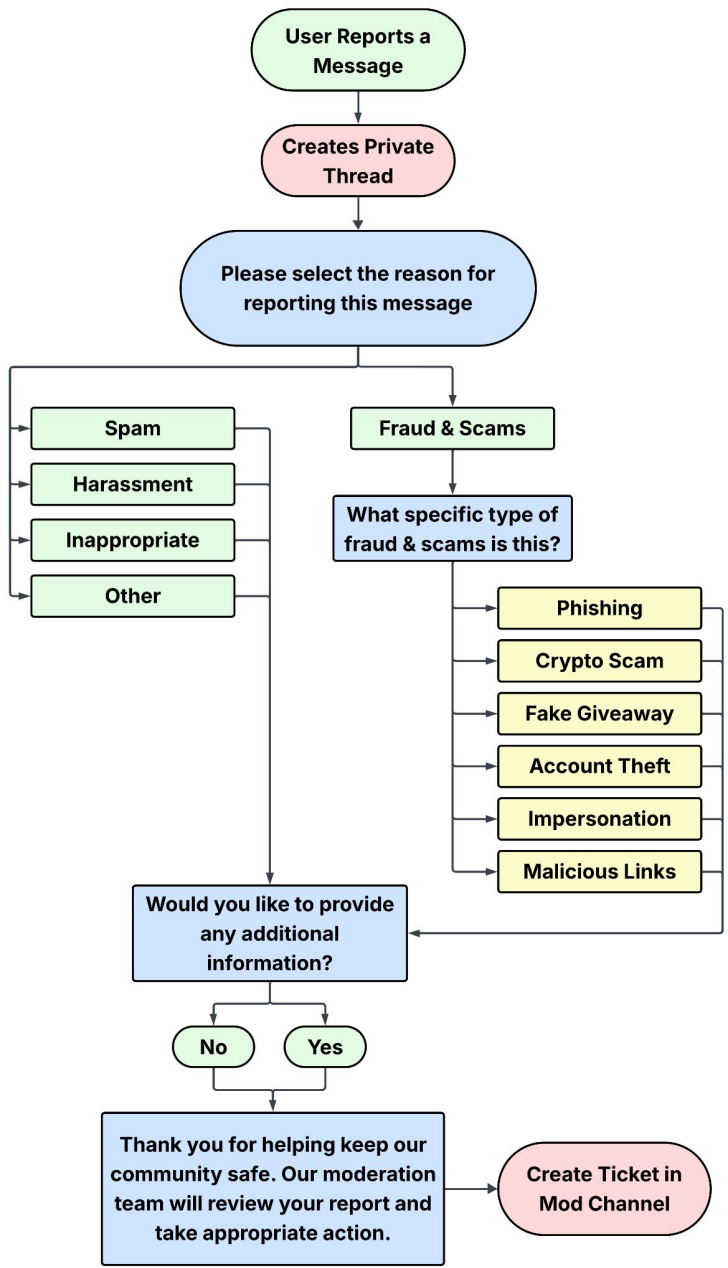 User Reports a
Message
Creates Private
Thread
Please select the reason for
reporting this message
Spam
Harassment
Inappropriate
Other
Fraud & Scams
What specific type of
fraud & scams is this?
Phishing
Crypto Scam
Fake Giveaway
Account Theft
Impersonation
Malicious Links
Would you like to provide
any additional
information?
No
Yes
Thank you for helping keep our
community safe. Our moderation
team will review your report and
take appropriate action.
Create Ticket in
Mod Channel